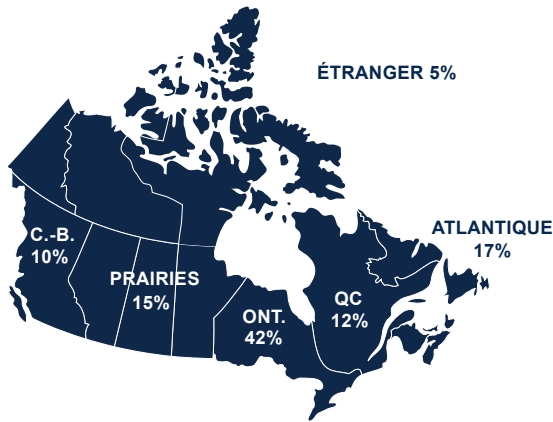 ÉTRANGER 5%
ATLANTIQUE
17%
C.-B.
10%
PRAIRIES
15%
ONT.
42%
QC
12%